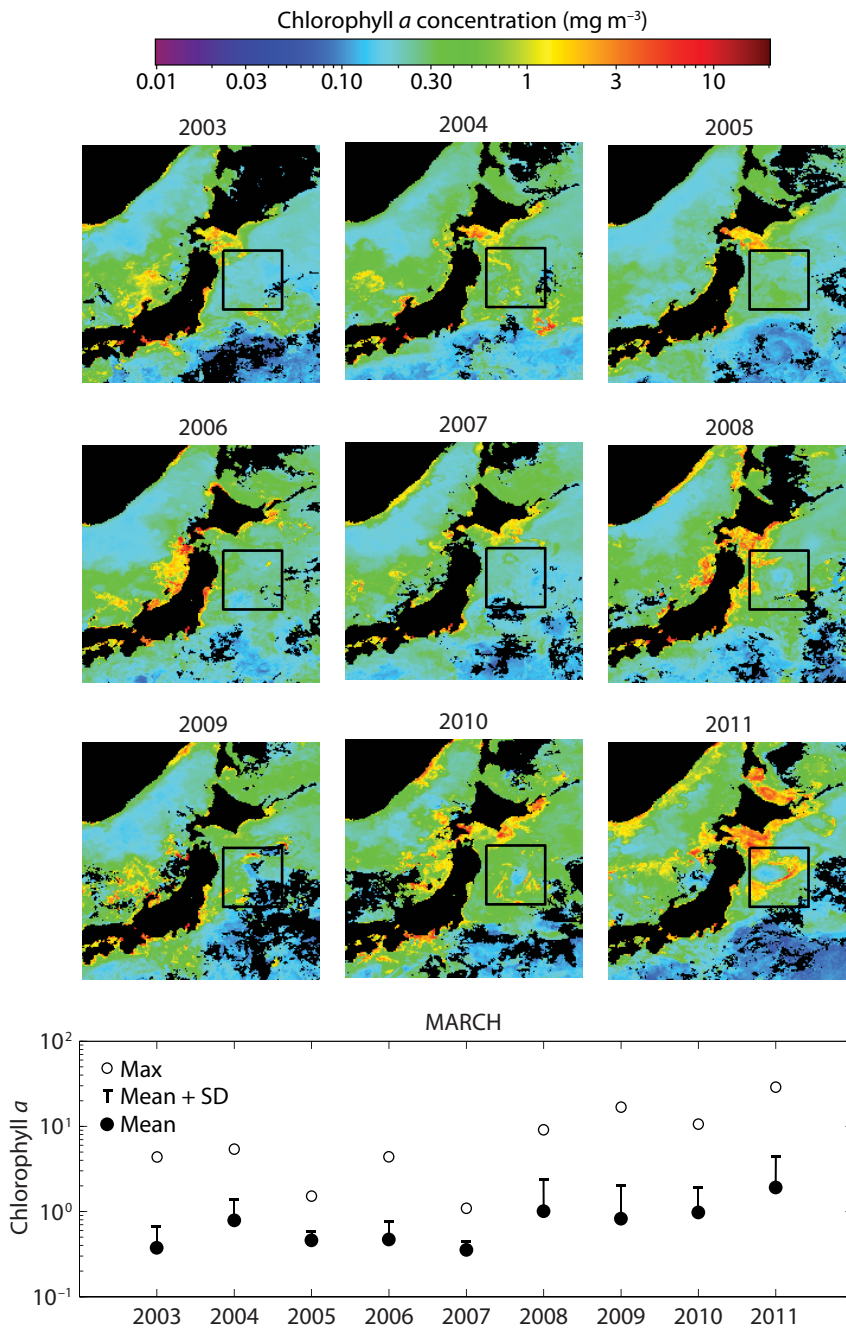 Chlorophyll a concentration (mg m⁻³)
0.01 0.03 0.10 0.30 1 3 10
2003 2004 2005
2006 2007 2008
2009 2010 2011
MARCH
Chlorophyll a
10²
10¹
10⁰
10⁻¹
Max
Mean + SD
Mean
2003 2004 2005 2006 2007 2008 2009 2010 2011